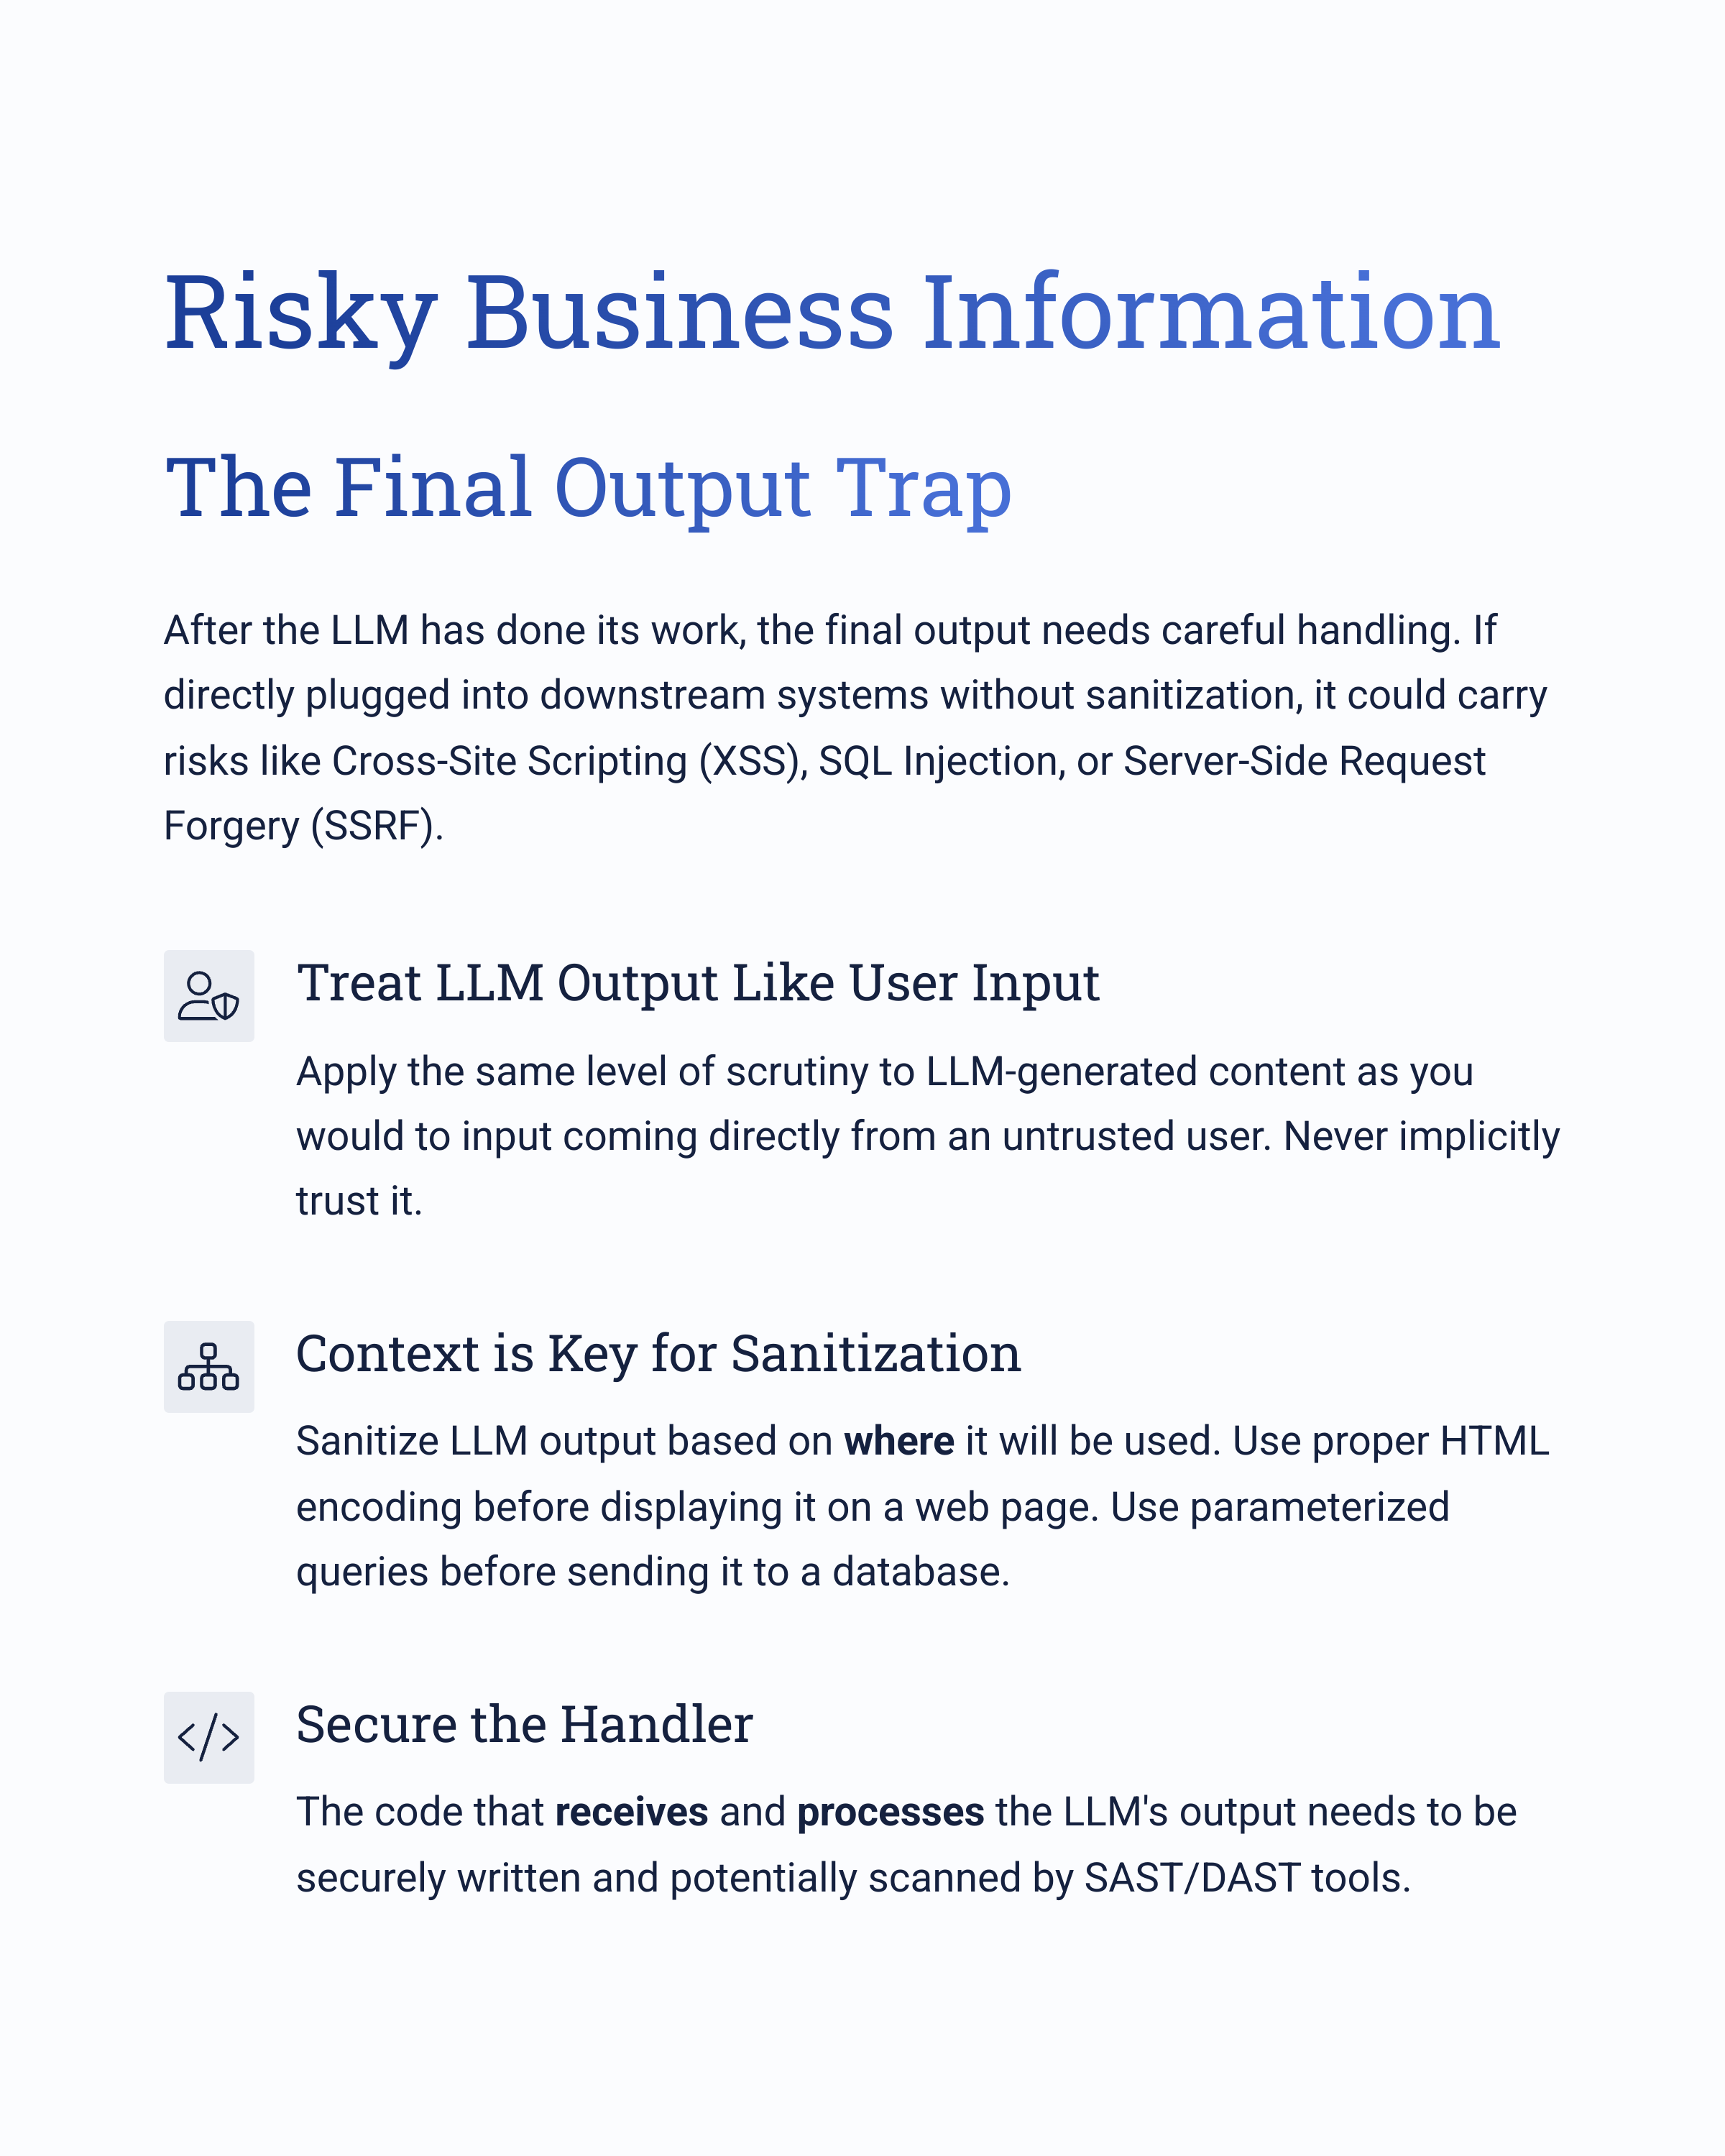 Risky Business Information
The Final Output Trap
After the LLM has done its work, the final output needs careful handling. If
directly plugged into downstream systems without sanitization, it could carry
risks like Cross-Site Scripting (XSS), SQL Injection, or Server-Side Request
Forgery (SSRF).
Treat LLM Output Like User Input
Apply the same level of scrutiny to LLM-generated content as you
would to input coming directly from an untrusted user. Never implicitly
trust it.
Context is Key for Sanitization
Sanitize LLM output based on where it will be used. Use proper HTML
encoding before displaying it on a web page. Use parameterized
queries before sending it to a database.
Secure the Handler
The code that receives and processes the LLM's output needs to be
securely written and potentially scanned by SAST/DAST tools.